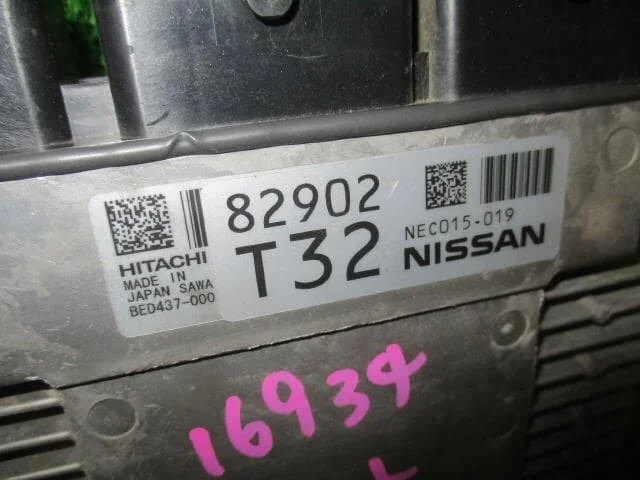 82902
NEC015-019
HITACHI
MADE IN
JAPAN SAWA
BED437-000
T32
NISSAN
16934